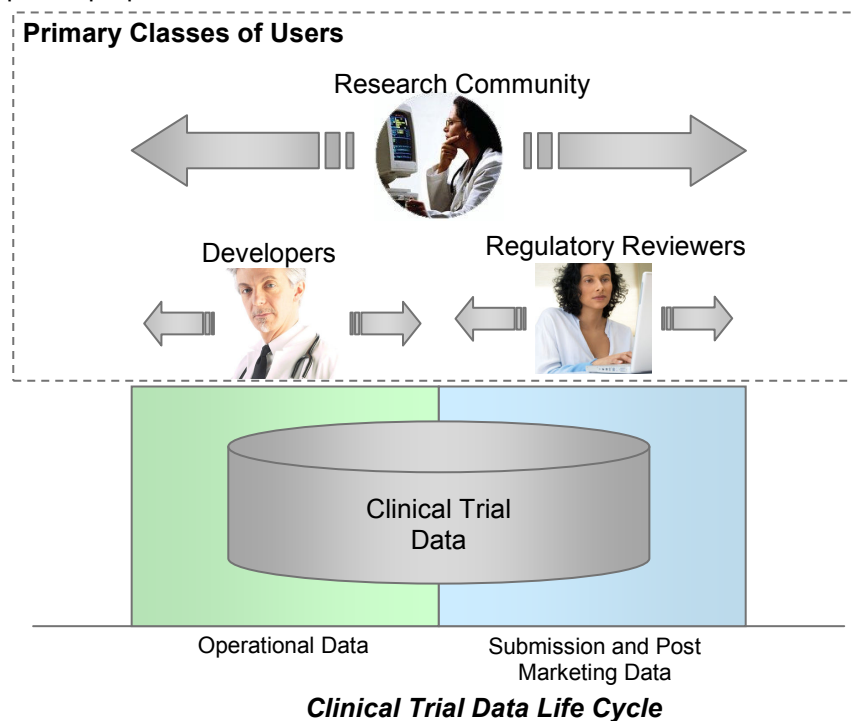 Primary Classes of Users
Research Community
Developers
Regulatory Reviewers
Clinical Trial
Data
Operational Data
Submission and Post
Marketing Data
Clinical Trial Data Life Cycle